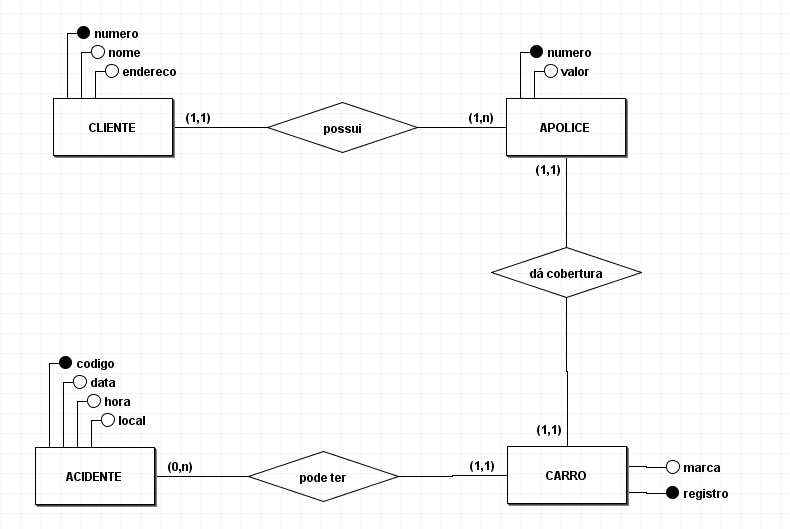 numero
nome
endereco
CLIENTE
(1,1)
possui
(1,n)
numero
valor
APOLICE
(1,1)
dá cobertura
(1,1)
codigo
data
hora
local
ACIDENTE
(0,n)
pode ter
(1,1)
CARRO
marca
registro